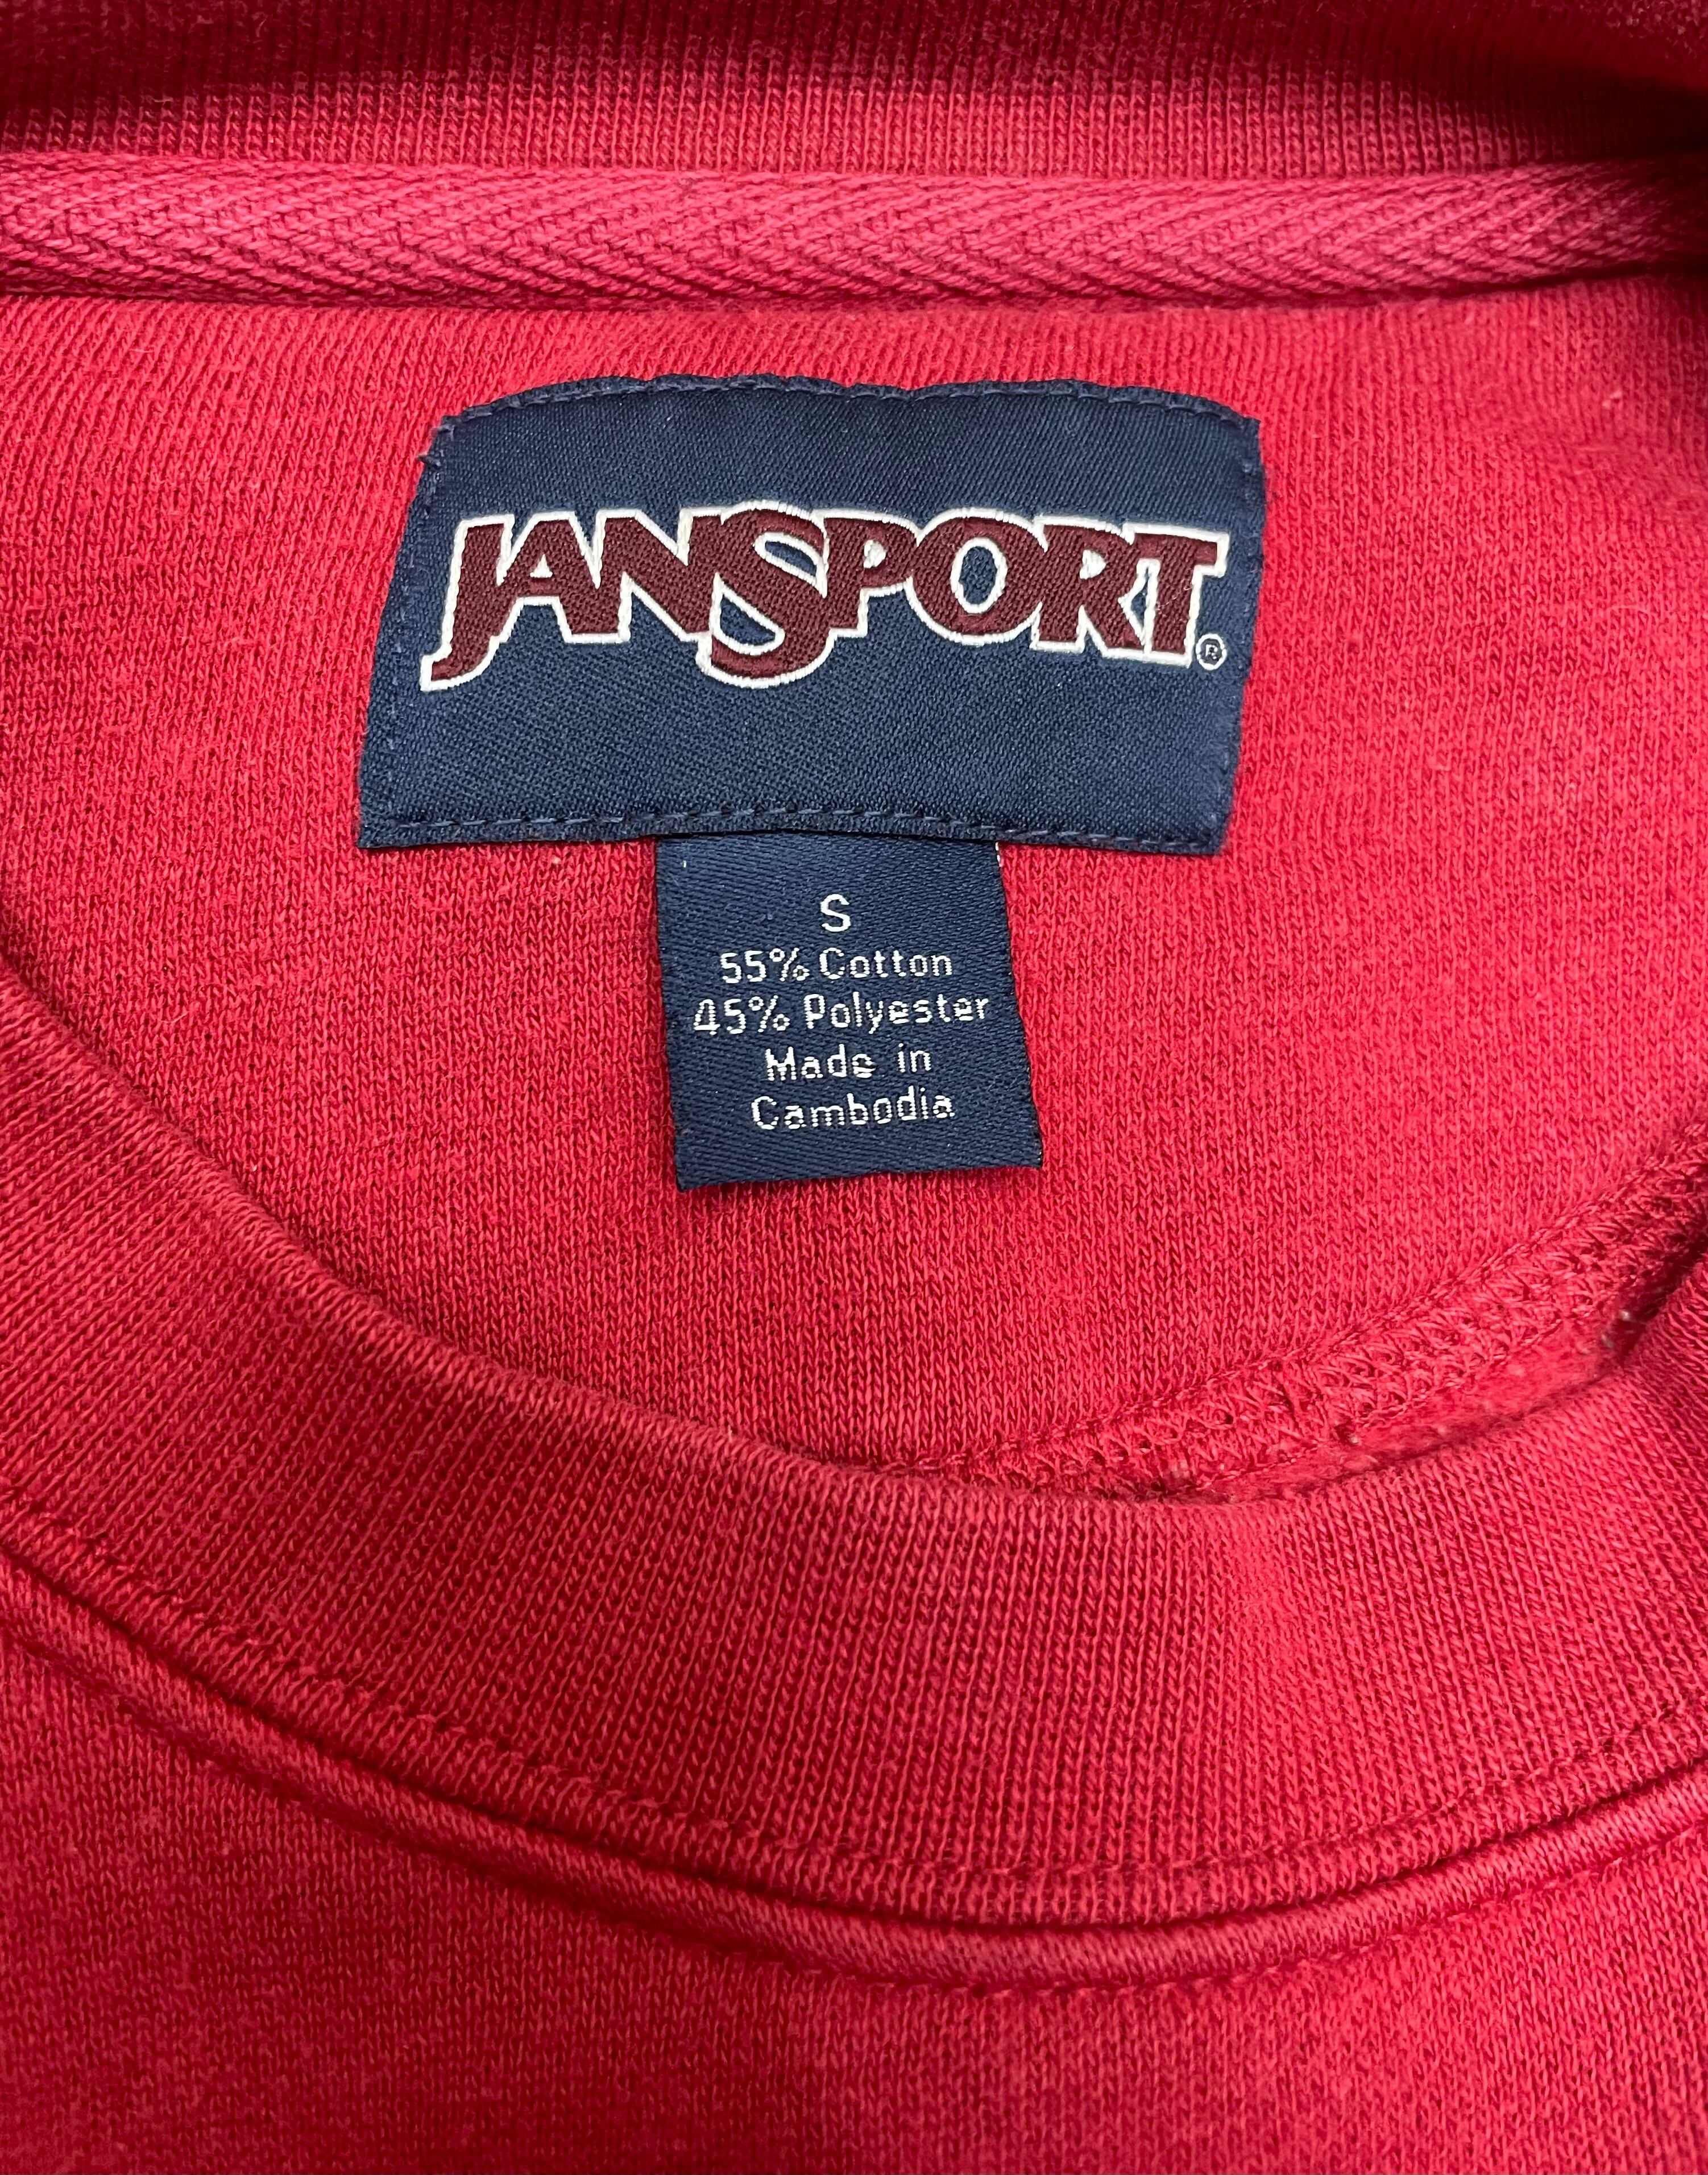 JANSPORT®
S
55% Cotton
45% Polyester
Made in
Cambodia